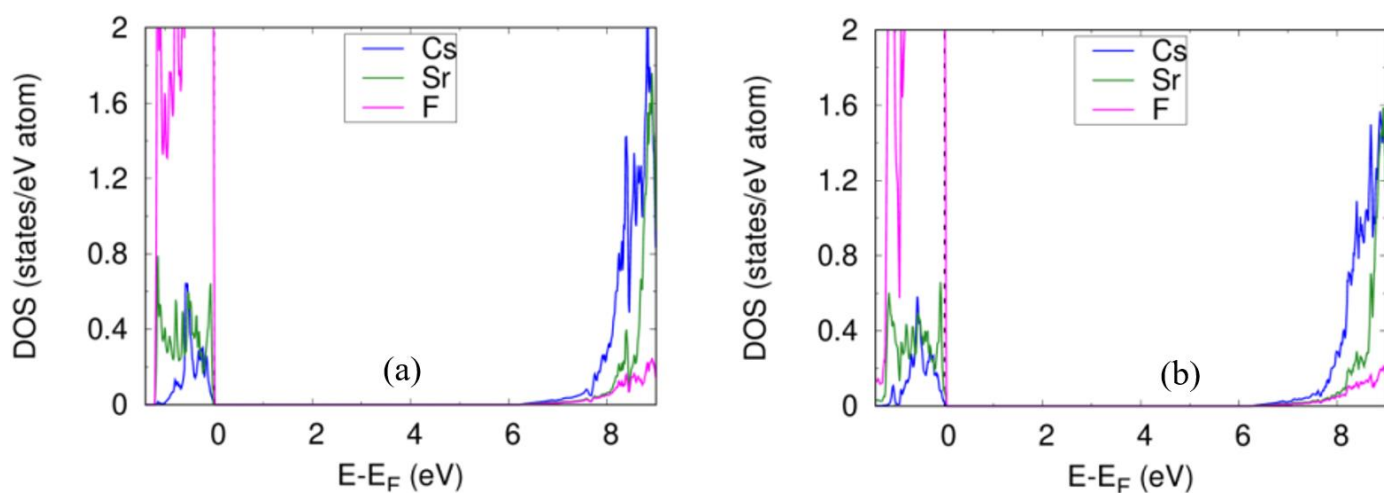 DOS (states/eV atom)
2
1.6
1.2
0.8
0.4
0
Cs
Sr
F
(a)
0 2 4 6 8
E-E_F (eV)
DOS (states/eV atom)
2
1.6
1.2
0.8
0.4
0
Cs
Sr
F
(b)
0 2 4 6 8
E-E_F (eV)